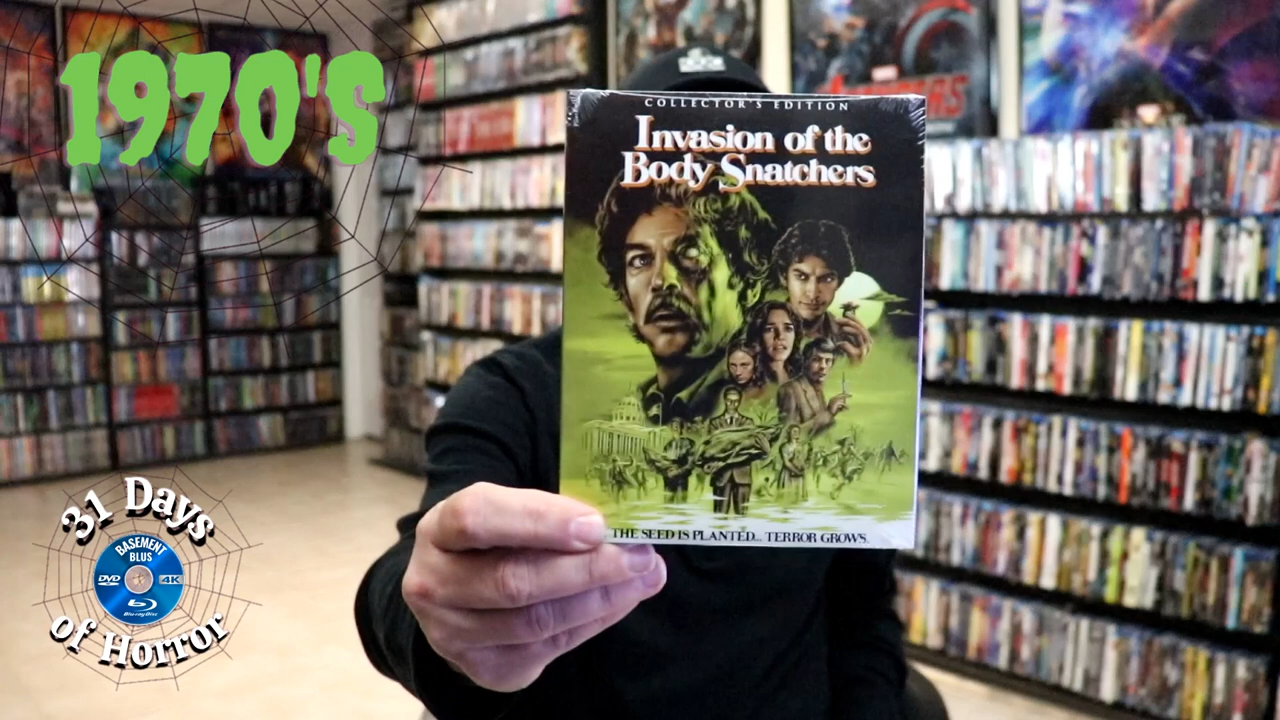 1970'S
COLLECTOR'S EDITION
Invasion of the
Body Snatchers
THE SEED IS PLANTED... TERROR GROWS.
AVENGERS
31 Days
BASEMENT
BLUS
DVD
4K
Blu-ray Disc
of Horror